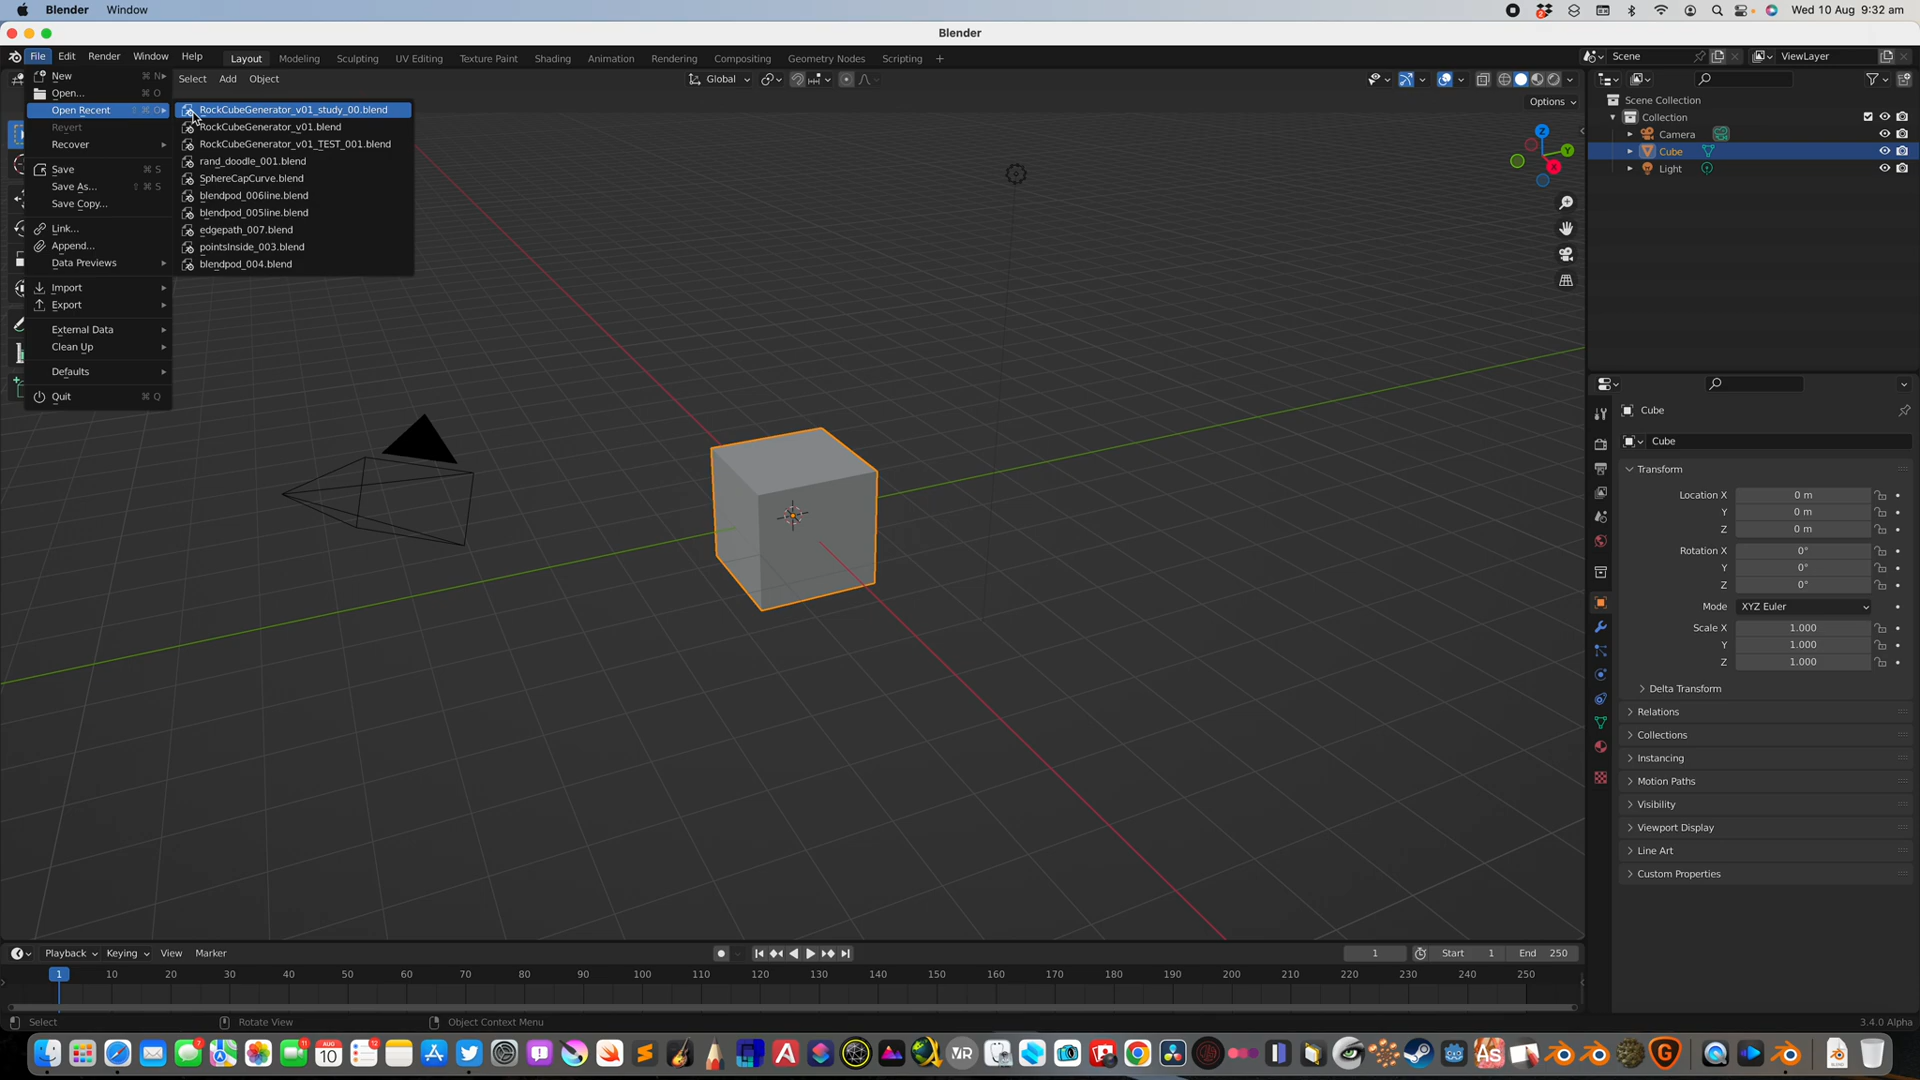 Blender Window Wed 10 Aug 9:32 am
Blender
File Edit Render Window Help Layout Modeling Sculpting UV Editing Texture Paint Shading Animation Rendering Compositing Geometry Nodes Scripting + Scene ViewLayer
Select Add Object Global
Options
New ⌘ N
Open... ⌘ O
Open Recent ⇧ ⌘ O
Revert
Recover
Save ⌘ S
Save As... ⇧ ⌘ S
Save Copy...
Link...
Append...
Data Previews
Import
Export
External Data
Clean Up
Defaults
Quit ⌘ Q
RockCubeGenerator_v01_study_00.blend
RockCubeGenerator_v01.blend
RockCubeGenerator_v01_TEST_001.blend
rand_doodle_001.blend
SphereCapCurve.blend
blendpod_006line.blend
blendpod_005line.blend
edgepath_007.blend
pointsInside_003.blend
blendpod_004.blend
Z
Y
X
Scene Collection
Collection
Camera
Cube
Light
Cube
Cube
Transform
Location X 0 m
Y 0 m
Z 0 m
Rotation X 0°
Y 0°
Z 0°
Mode XYZ Euler
Scale X 1.000
Y 1.000
Z 1.000
Delta Transform
Relations
Collections
Instancing
Motion Paths
Visibility
Viewport Display
Line Art
Custom Properties
Playback Keying View Marker 1 Start 1 End 250
1 10 20 30 40 50 60 70 80 90 100 110 120 130 140 150 160 170 180 190 200 210 220 230 240 250
Select Rotate View Object Context Menu 3.4.0 Alpha
7 11 AUG 10 12 VR As